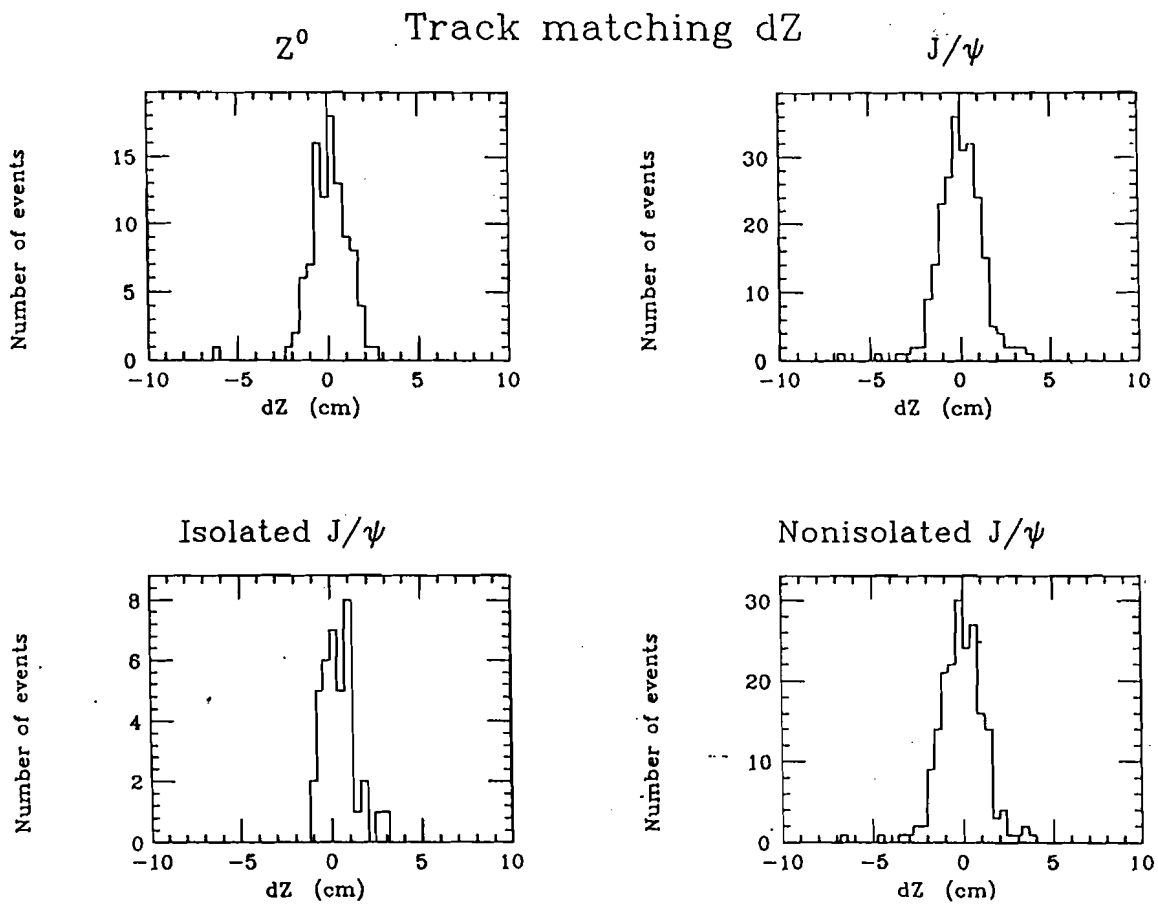 Track matching dZ
Z⁰
J/ψ
Number of events
15
10
5
0
-10 -5 0 5 10
dZ (cm)
Number of events
30
20
10
0
-10 -5 0 5 10
dZ (cm)
Isolated J/ψ
Nonisolated J/ψ
Number of events
8
6
4
2
0
-10 -5 0 5 10
dZ (cm)
Number of events
30
20
10
0
-10 -5 0 5 10
dZ (cm)